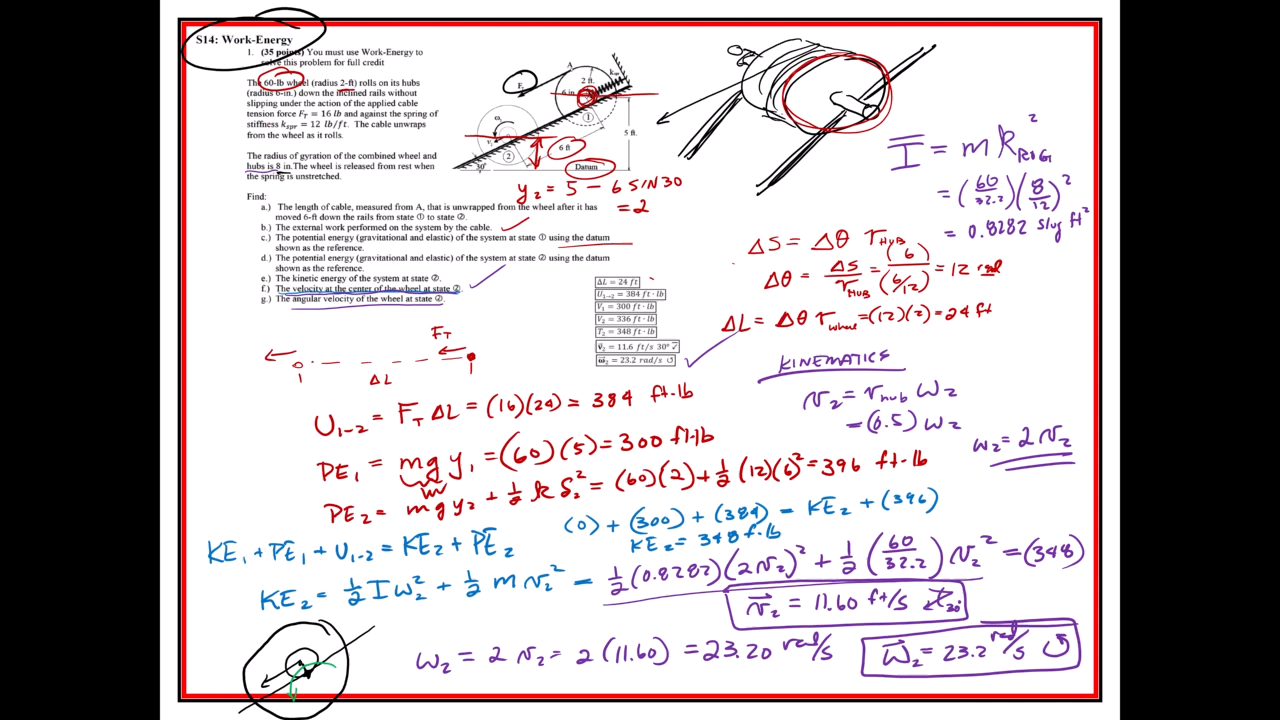 S14: Work-Energy
1. (35 points) You must use Work-Energy to
solve this problem for full credit
The 60-lb wheel (radius 2-ft) rolls on its hubs
(radius 6-in.) down the inclined rails without
slipping under the action of the applied cable
tension force F_T = 16 lb and against the spring of
stiffness k_spr = 12 lb/ft. The cable unwraps
from the wheel as it rolls.
The radius of gyration of the combined wheel and
hubs is 8 in. The wheel is released from rest when
the spring is unstretched.
Find:
a.) The length of cable, measured from A, that is unwrapped from the wheel after it has
moved 6-ft down the rails from state ① to state ②.
b.) The external work performed on the system by the cable.
c.) The potential energy (gravitational and elastic) of the system at state ① using the datum
shown as the reference.
d.) The potential energy (gravitational and elastic) of the system at state ② using the datum
shown as the reference.
e.) The kinetic energy of the system at state ②.
f.) The velocity at the center of the wheel at state ②.
g.) The angular velocity of the wheel at state ②.
A
2 ft.
6 in
①
②
6 ft
5 ft.
30°
Datum
y₂ = 5 - 6 SIN 30
= 2
ΔL = 24 ft
U₁₋₂ = 384 ft · lb
V₁ = 300 ft · lb
V₂ = 336 ft · lb
T₂ = 348 ft · lb
v⃗₂ = 11.6 ft/s 30°
ω⃗₂ = 23.2 rad/s ↺
I̅ = m k²_RIG
= (60/32.2)(8/12)²
= 0.8282 slug ft²
ΔS = Δθ r_HUB
Δθ = ΔS/r_HUB = (6)/(6/12) = 12 rad
ΔL = Δθ r_wheel = (12)(2) = 24 ft
F_T
ΔL
KINEMATICS
v₂ = r_hub ω₂
= (0.5) ω₂
ω₂ = 2 v₂
U₁₋₂ = F_T ΔL = (16)(24) = 384 ft-lb
PE₁ = mg y₁ = (60)(5) = 300 ft-lb
W
PE₂ = mg y₂ + ½ k δ₂² = (60)(2) + ½ (12)(6)² = 396 ft-lb
(0) + (300) + (384) = KE₂ + (396)
KE₂ = 348 ft-lb
KE₁ + PE₁ + U₁₋₂ = KE₂ + PE₂
KE₂ = ½ I ω₂² + ½ m v₂² = ½ (0.8282)(2v₂)² + ½ (60/32.2) v₂² = (348)
v⃗₂ = 11.60 ft/s 30°
ω₂ = 2 v₂ = 2 (11.60) = 23.20 rad/s
ω⃗₂ = 23.2 rad/s ↺